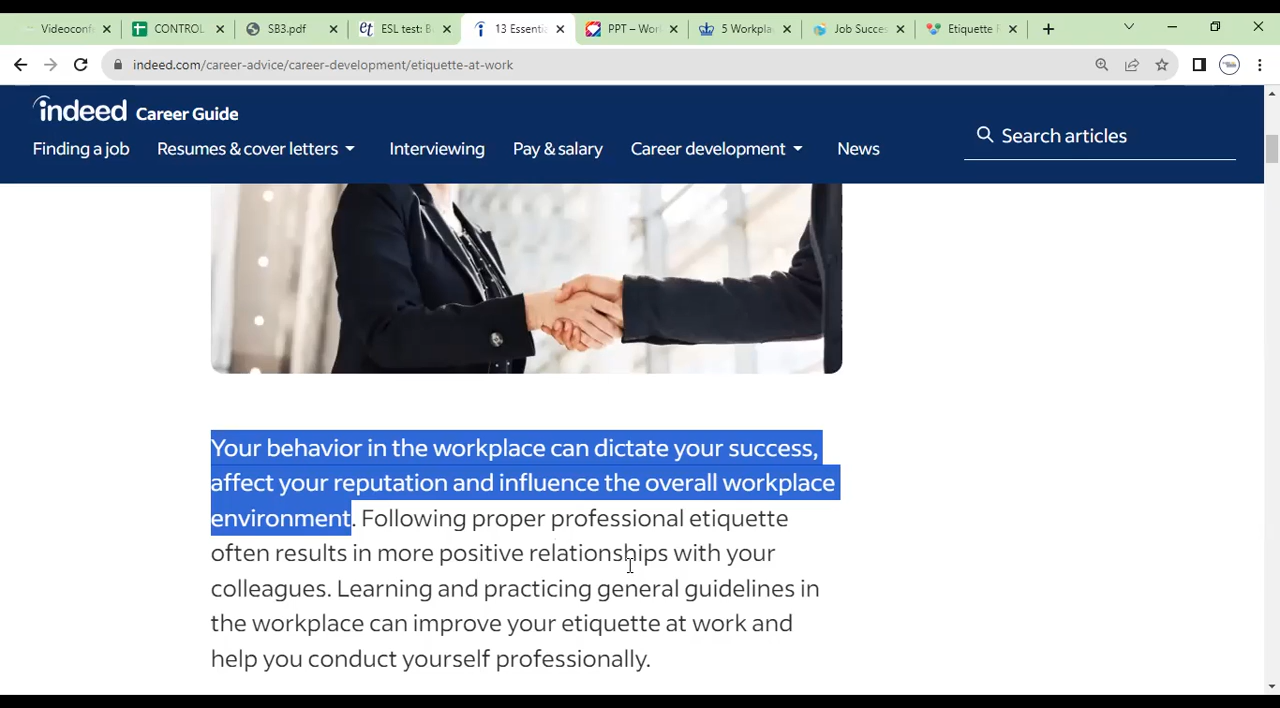 Videoconf
CONTROL
SB3.pdf
ESL test: B
13 Essenti
PPT – Wor
5 Workpla
Job Succes
Etiquette
indeed.com/career-advice/career-development/etiquette-at-work
indeed Career Guide
Finding a job
Resumes & cover letters
Interviewing
Pay & salary
Career development
News
Search articles
Your behavior in the workplace can dictate your success,
affect your reputation and influence the overall workplace
environment. Following proper professional etiquette
often results in more positive relationships with your
colleagues. Learning and practicing general guidelines in
the workplace can improve your etiquette at work and
help you conduct yourself professionally.